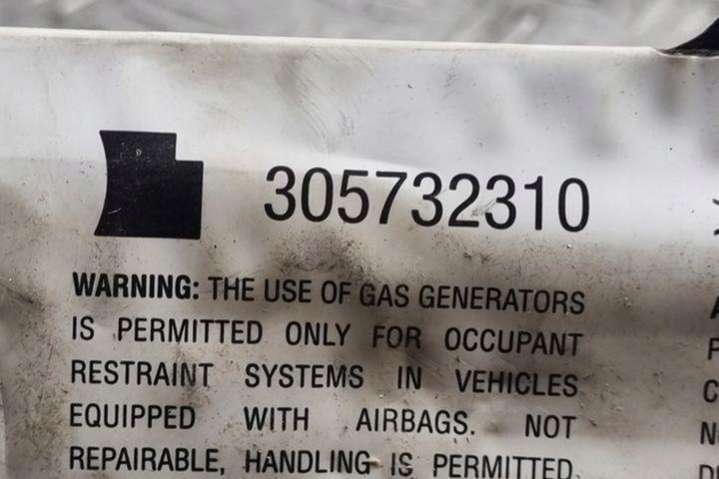 305732310
WARNING: THE USE OF GAS GENERATORS
IS PERMITTED ONLY FOR OCCUPANT
RESTRAINT SYSTEMS IN VEHICLES
EQUIPPED WITH AIRBAGS. NOT
REPAIRABLE, HANDLING IS PERMITTED